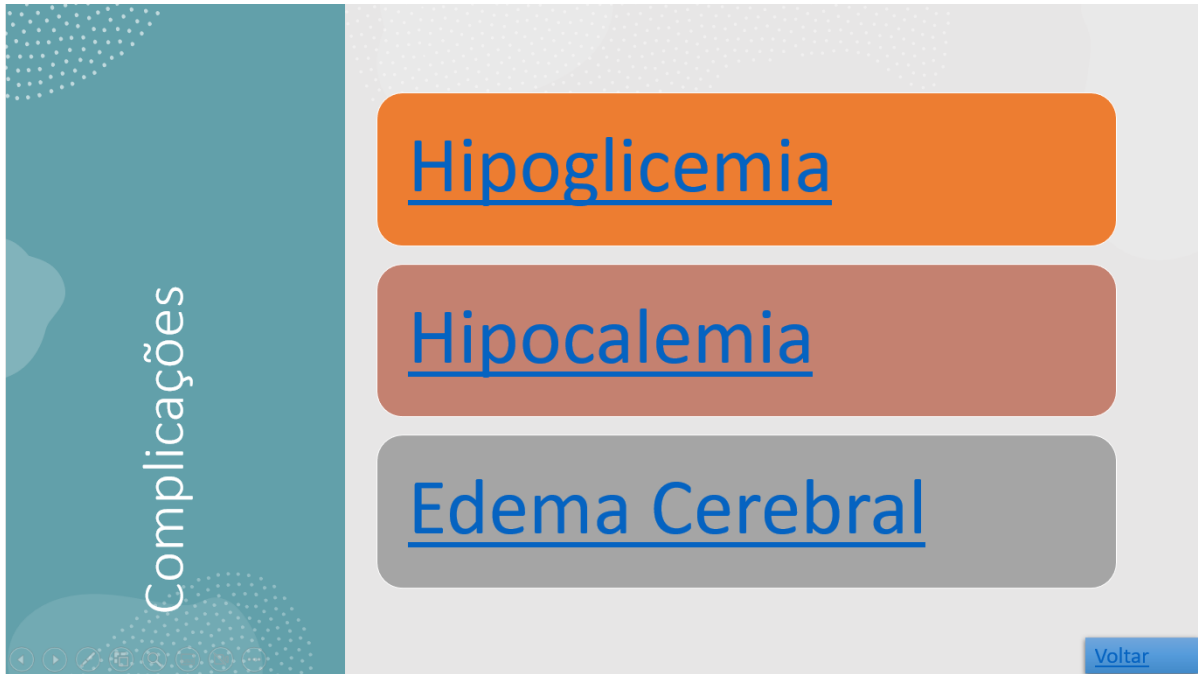 Complicações
Hipoglicemia
Hipocalemia
Edema Cerebral
Voltar